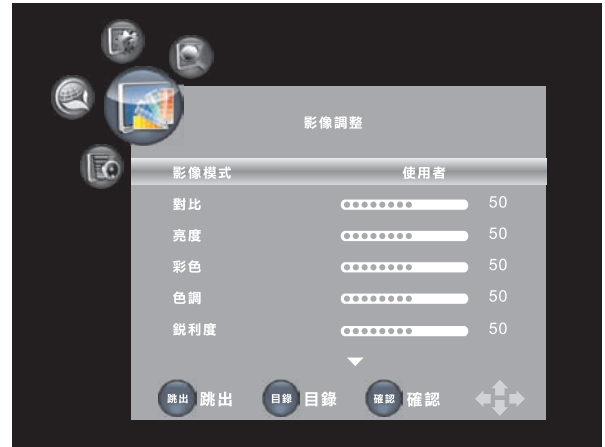 影像調整
影像模式 使用者
對比 50
亮度 50
彩色 50
色調 50
銳利度 50
跳出 跳出 目錄 目錄 確認 確認